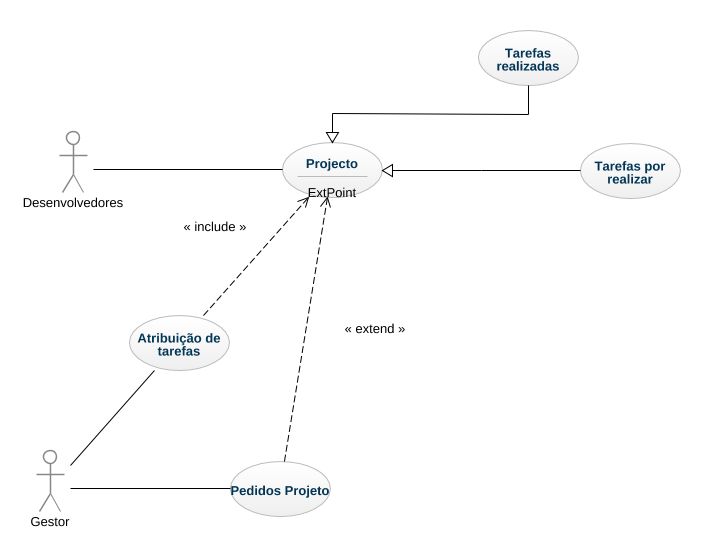 Tarefas
realizadas
Projecto
ExtPoint
Tarefas por
realizar
Desenvolvedores
« include »
« extend »
Atribuição de
tarefas
Pedidos Projeto
Gestor